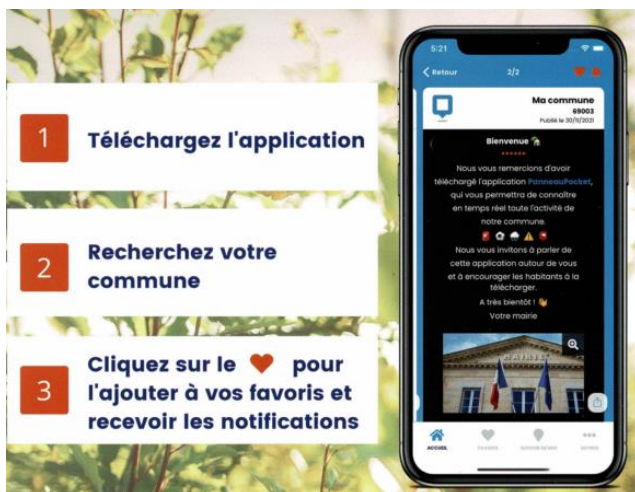 1
Téléchargez l'application
2
Recherchez votre
commune
3
Cliquez sur le ❤ pour
l'ajouter à vos favoris et
recevoir les notifications
5:21
Retour
2/2
Ma commune
69003
Publié le 30/11/2021
Bienvenue
Nous vous remercions d'avoir
téléchargé l'application PanneauPocket,
qui vous permettra de connaître
en temps réel toute l'activité de
notre commune.
Nous vous invitons à parler de
cette application autour de vous
et à encourager les habitants à la
télécharger.
A très bientôt !
Votre mairie
MAIRIE
ACCUEIL